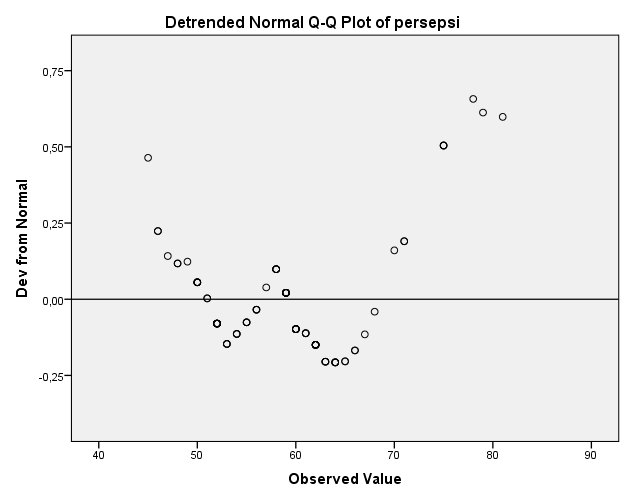 Detrended Normal Q-Q Plot of persepsi
0,75
0,50
0,25
0,00
-0,25
Dev from Normal
40 50 60 70 80 90
Observed Value